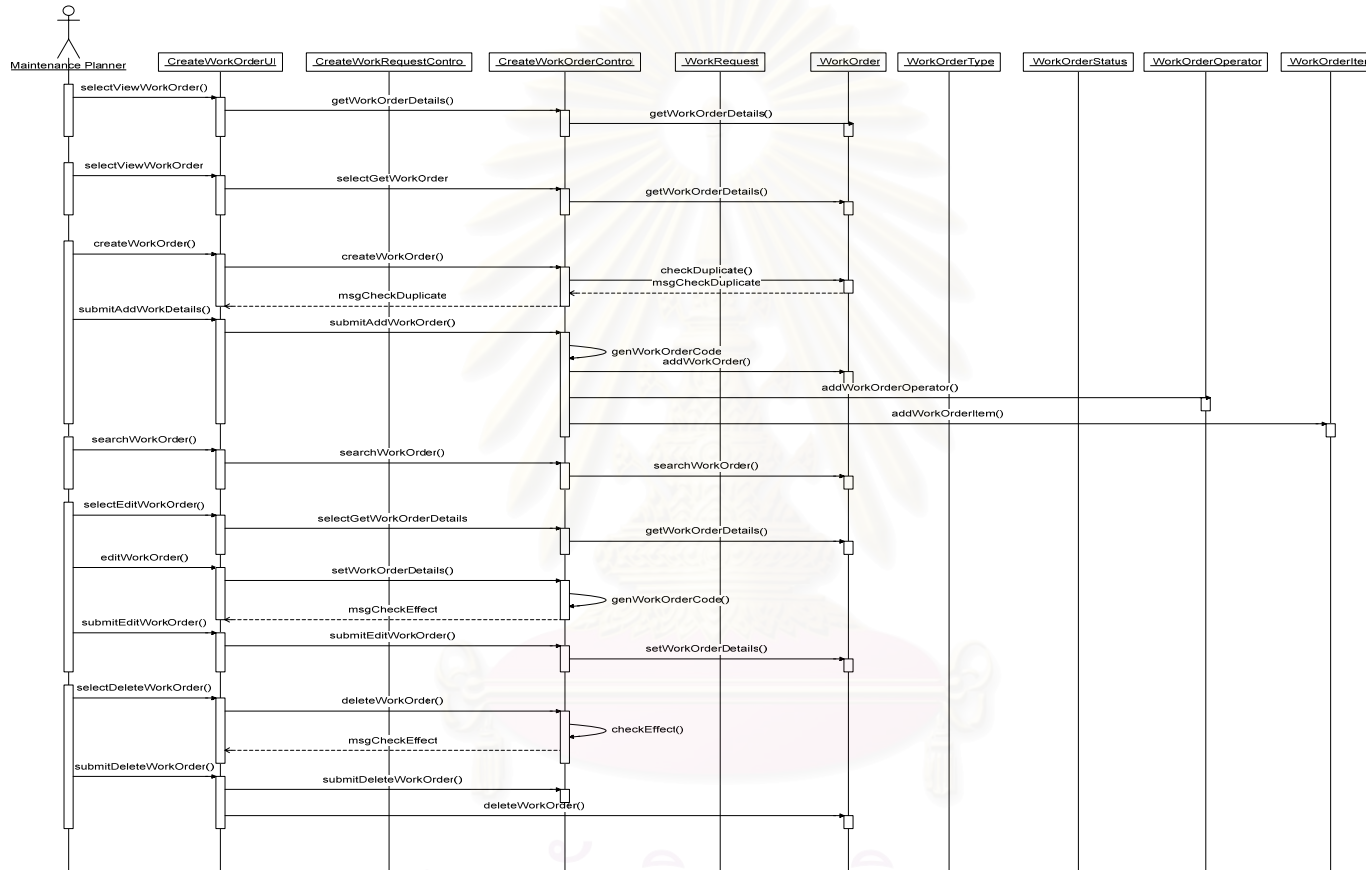 Maintenance Planner
CreateWorkOrderUI
CreateWorkRequestContro
CreateWorkOrderContro
WorkRequest
WorkOrder
WorkOrderType
WorkOrderStatus
WorkOrderOperator
WorkOrderIter
selectViewWorkOrder()
getWorkOrderDetails()
getWorkOrderDetails()
selectViewWorkOrder
selectGetWorkOrder
getWorkOrderDetails()
createWorkOrder()
createWorkOrder()
checkDuplicate()
msgCheckDuplicate
msgCheckDuplicate
submitAddWorkDetails()
submitAddWorkOrder()
genWorkOrderCode
addWorkOrder()
addWorkOrderOperator()
addWorkOrderItem()
searchWorkOrder()
searchWorkOrder()
searchWorkOrder()
selectEditWorkOrder()
selectGetWorkOrderDetails
getWorkOrderDetails()
editWorkOrder()
setWorkOrderDetails()
genWorkOrderCode()
msgCheckEffect
submitEditWorkOrder()
submitEditWorkOrder()
setWorkOrderDetails()
selectDeleteWorkOrder()
deleteWorkOrder()
checkEffect()
msgCheckEffect
submitDeleteWorkOrder()
submitDeleteWorkOrder()
deleteWorkOrder()